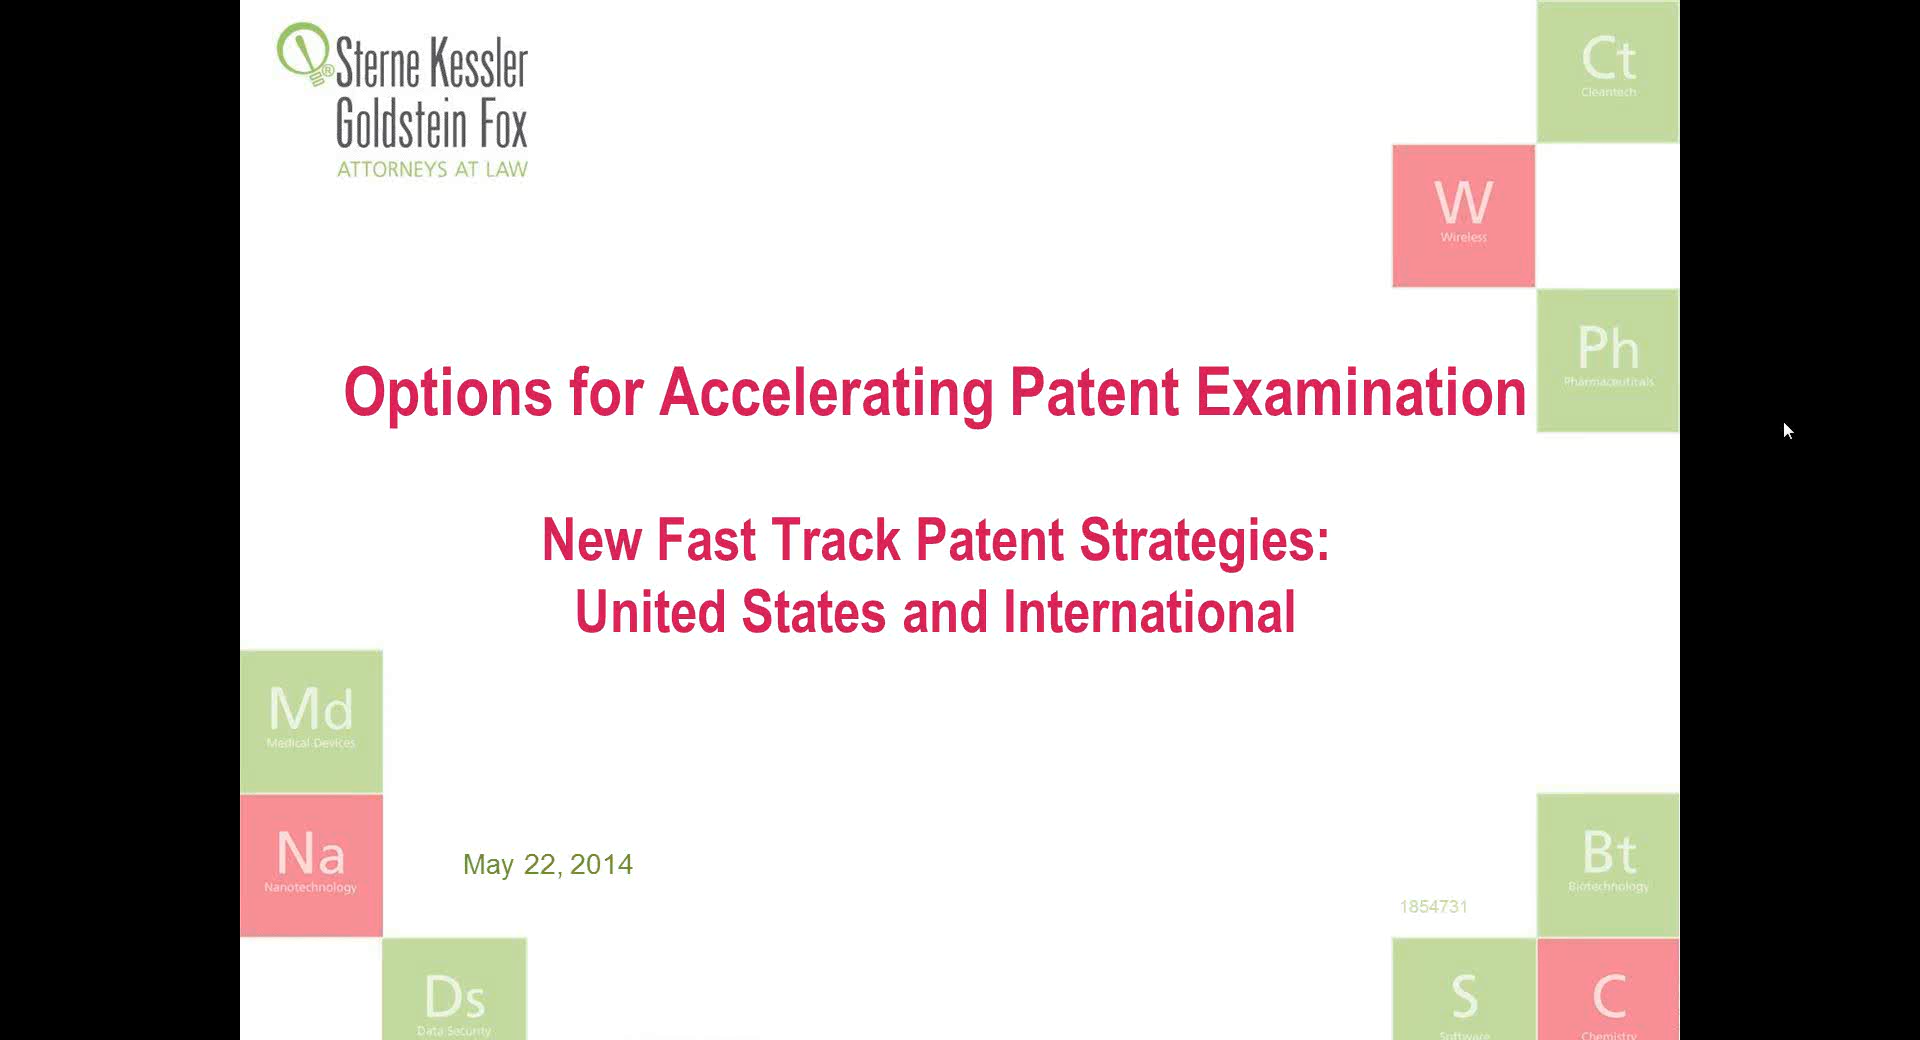 Sterne Kessler
Goldstein Fox
ATTORNEYS AT LAW
®
Ct
Cleantech
W
Wireless
Ph
Pharmaceuticals
Options for Accelerating Patent Examination
New Fast Track Patent Strategies:
United States and International
Md
Medical Devices
Na
Nanotechnology
May 22, 2014
Bt
Biotechnology
1854731
Ds
Data Security
S
Software
C
Chemistry